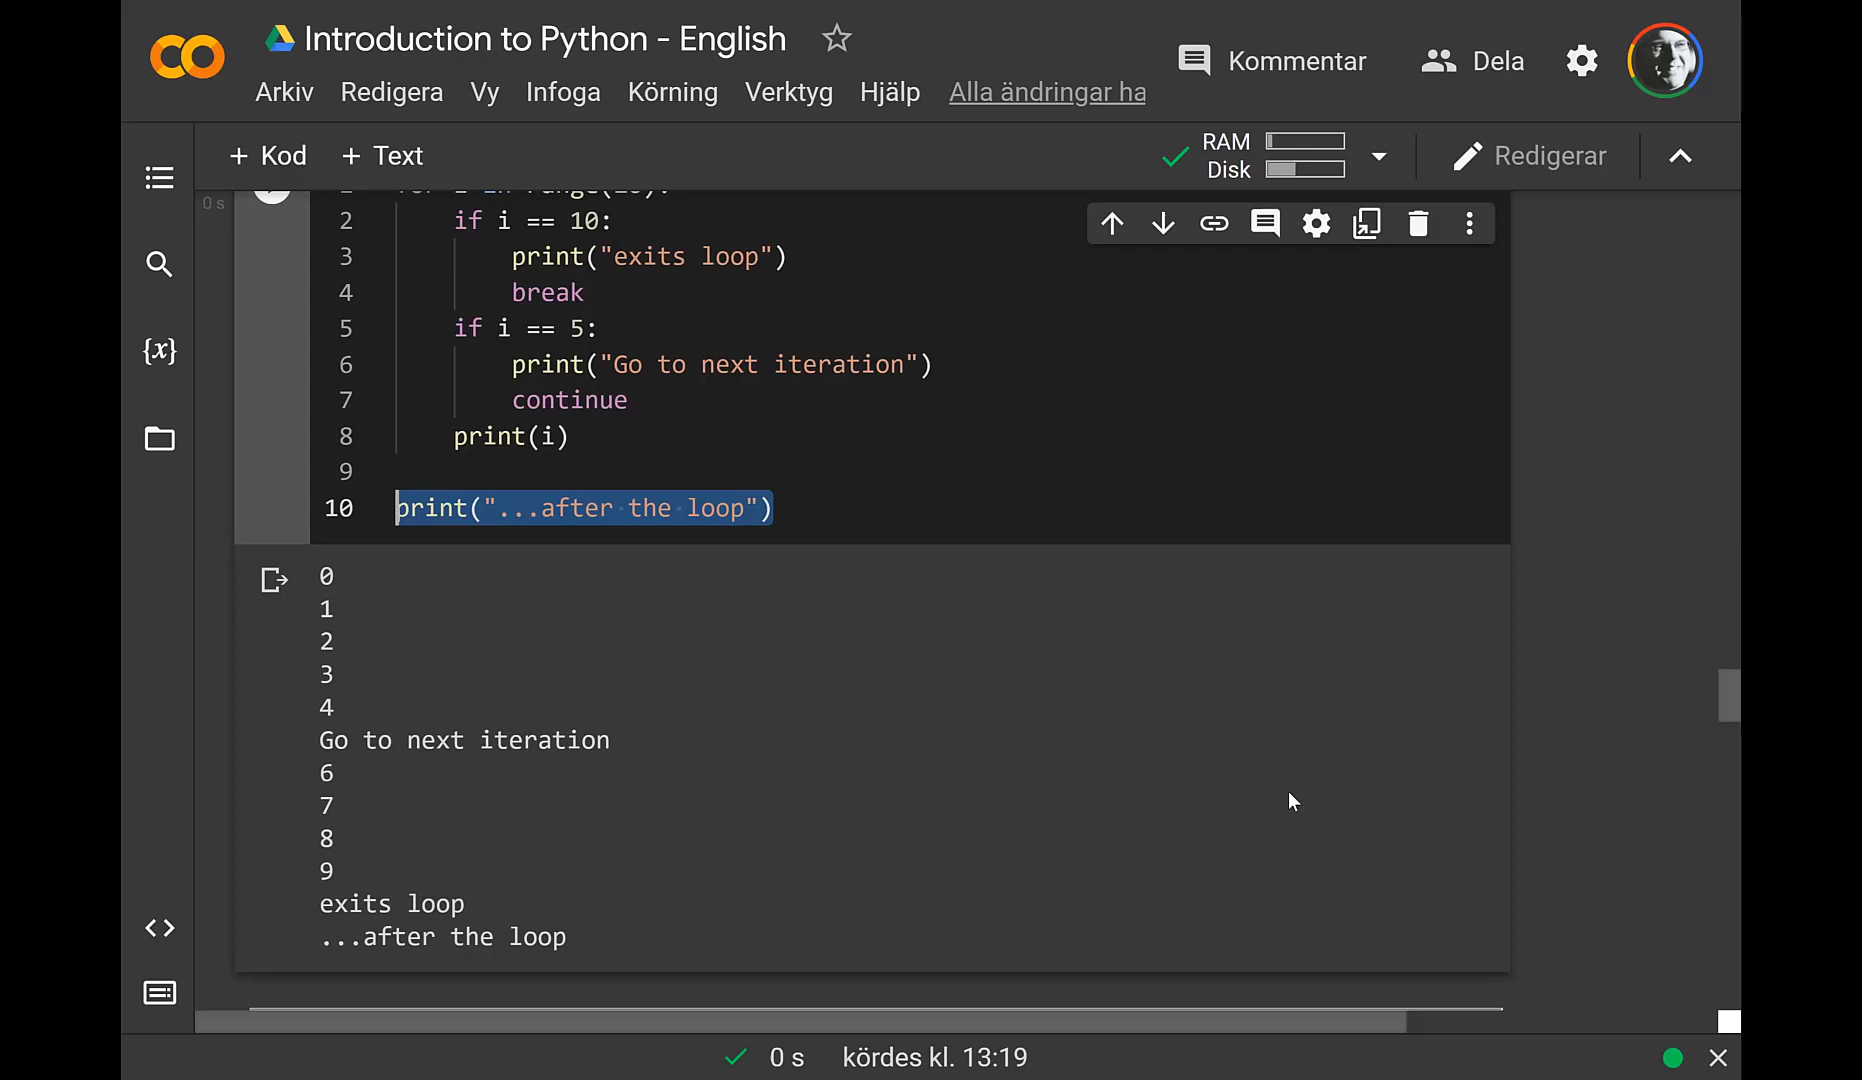 Introduction to Python - English
Arkiv Redigera Vy Infoga Körning Verktyg Hjälp Alla ändringar ha
Kommentar Dela
+ Kod + Text
RAM
Disk
Redigerar
0 s
2 if i == 10:
3 print("exits loop")
4 break
5 if i == 5:
6 print("Go to next iteration")
7 continue
8 print(i)
9
10 print("...after the loop")
0
1
2
3
4
Go to next iteration
6
7
8
9
exits loop
...after the loop
0 s kördes kl. 13:19